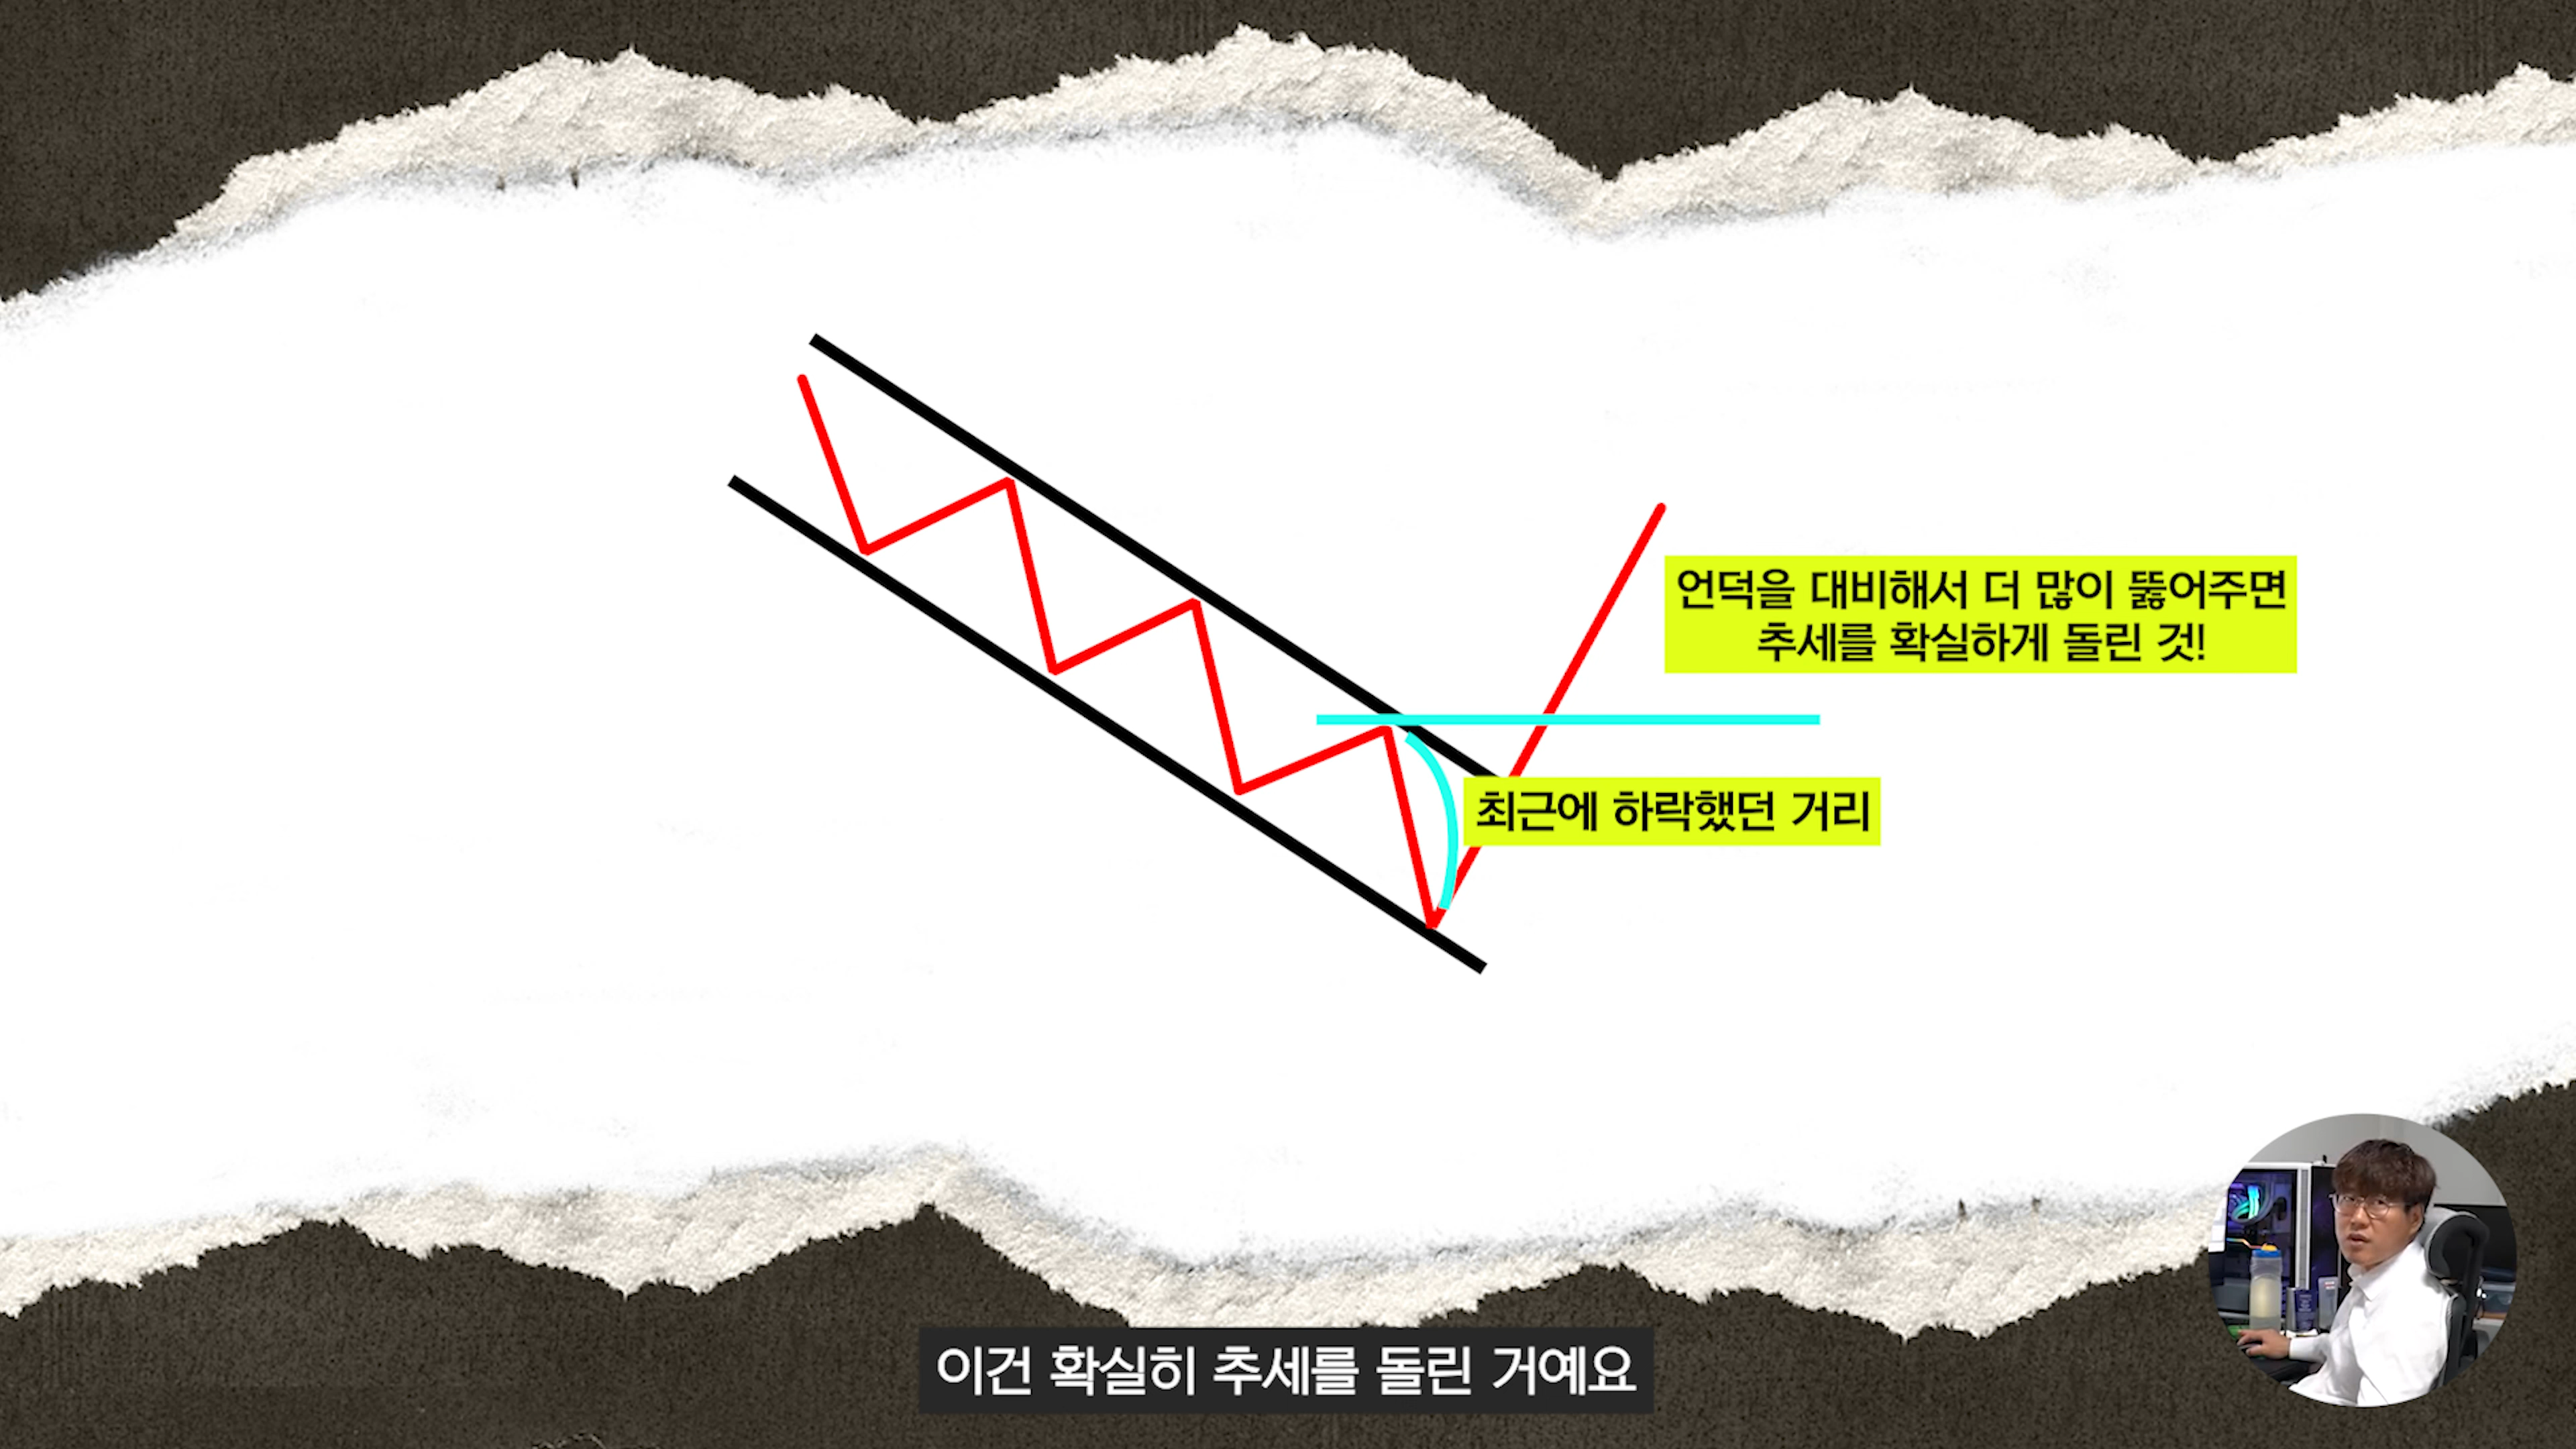 언덕을 대비해서 더 많이 뚫어주면
추세를 확실하게 돌린 것!
최근에 하락했던 거리
이건 확실히 추세를 돌린 거예요